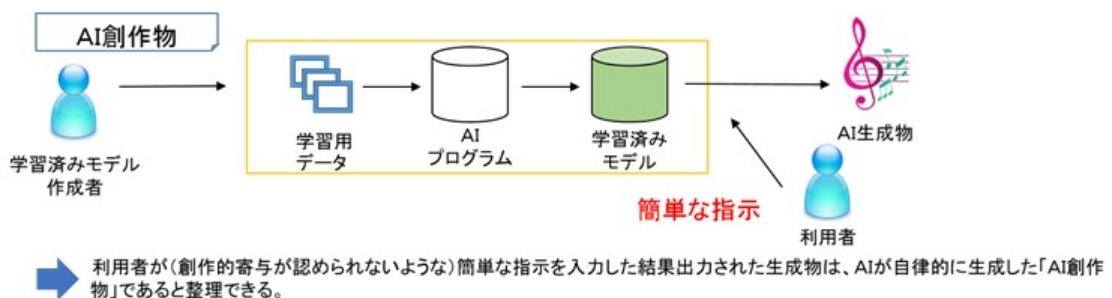 AI創作物
学習済みモデル
作成者
学習用
データ
AI
プログラム
学習済み
モデル
AI生成物
簡単な指示
利用者
利用者が(創作的寄与が認められないような)簡単な指示を入力した結果出力された生成物は、AIが自律的に生成した「AI創作
物」であると整理できる。